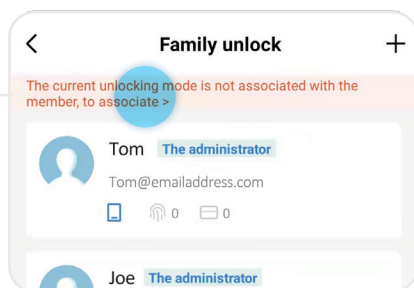 Family unlock
The current unlocking mode is not associated with the
member, to associate >
Tom The administrator
Tom@emailaddress.com
0 0
Joe The administrator